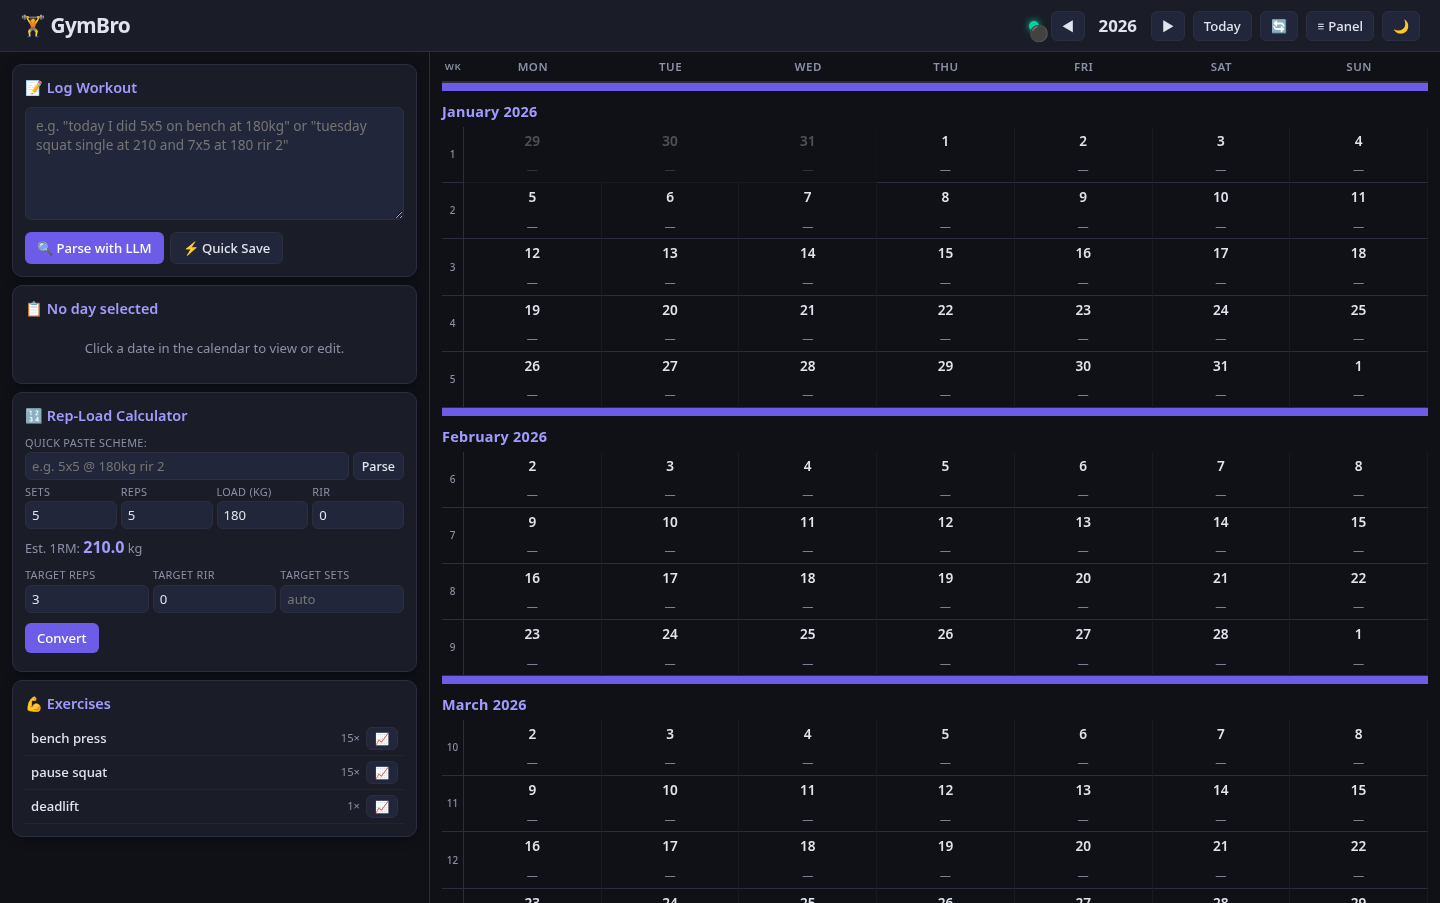 🏋️ GymBro
◀ 2026 ▶ Today 🔄 ≡ Panel 🌙
📝 Log Workout
e.g. "today I did 5x5 on bench at 180kg" or "tuesday
squat single at 210 and 7x5 at 180 rir 2"
🔍 Parse with LLM ⚡ Quick Save
📋 No day selected
Click a date in the calendar to view or edit.
🔢 Rep-Load Calculator
QUICK PASTE SCHEME:
e.g. 5x5 @ 180kg rir 2 Parse
SETS REPS LOAD (KG) RIR
5 5 180 0
Est. 1RM: 210.0 kg
TARGET REPS TARGET RIR TARGET SETS
3 0 auto
Convert
💪 Exercises
bench press 15× 📈
pause squat 15× 📈
deadlift 1× 📈
WK MON TUE WED THU FRI SAT SUN
January 2026
29 30 31 1 2 3 4
1 — — — — — — —
5 6 7 8 9 10 11
2 — — — — — — —
12 13 14 15 16 17 18
3 — — — — — — —
19 20 21 22 23 24 25
4 — — — — — — —
26 27 28 29 30 31 1
5 — — — — — — —
February 2026
2 3 4 5 6 7 8
6 — — — — — — —
9 10 11 12 13 14 15
7 — — — — — — —
16 17 18 19 20 21 22
8 — — — — — — —
23 24 25 26 27 28 1
9 — — — — — — —
March 2026
2 3 4 5 6 7 8
10 — — — — — — —
9 10 11 12 13 14 15
11 — — — — — — —
16 17 18 19 20 21 22
12 — — — — — — —
23 24 25 26 27 28 29